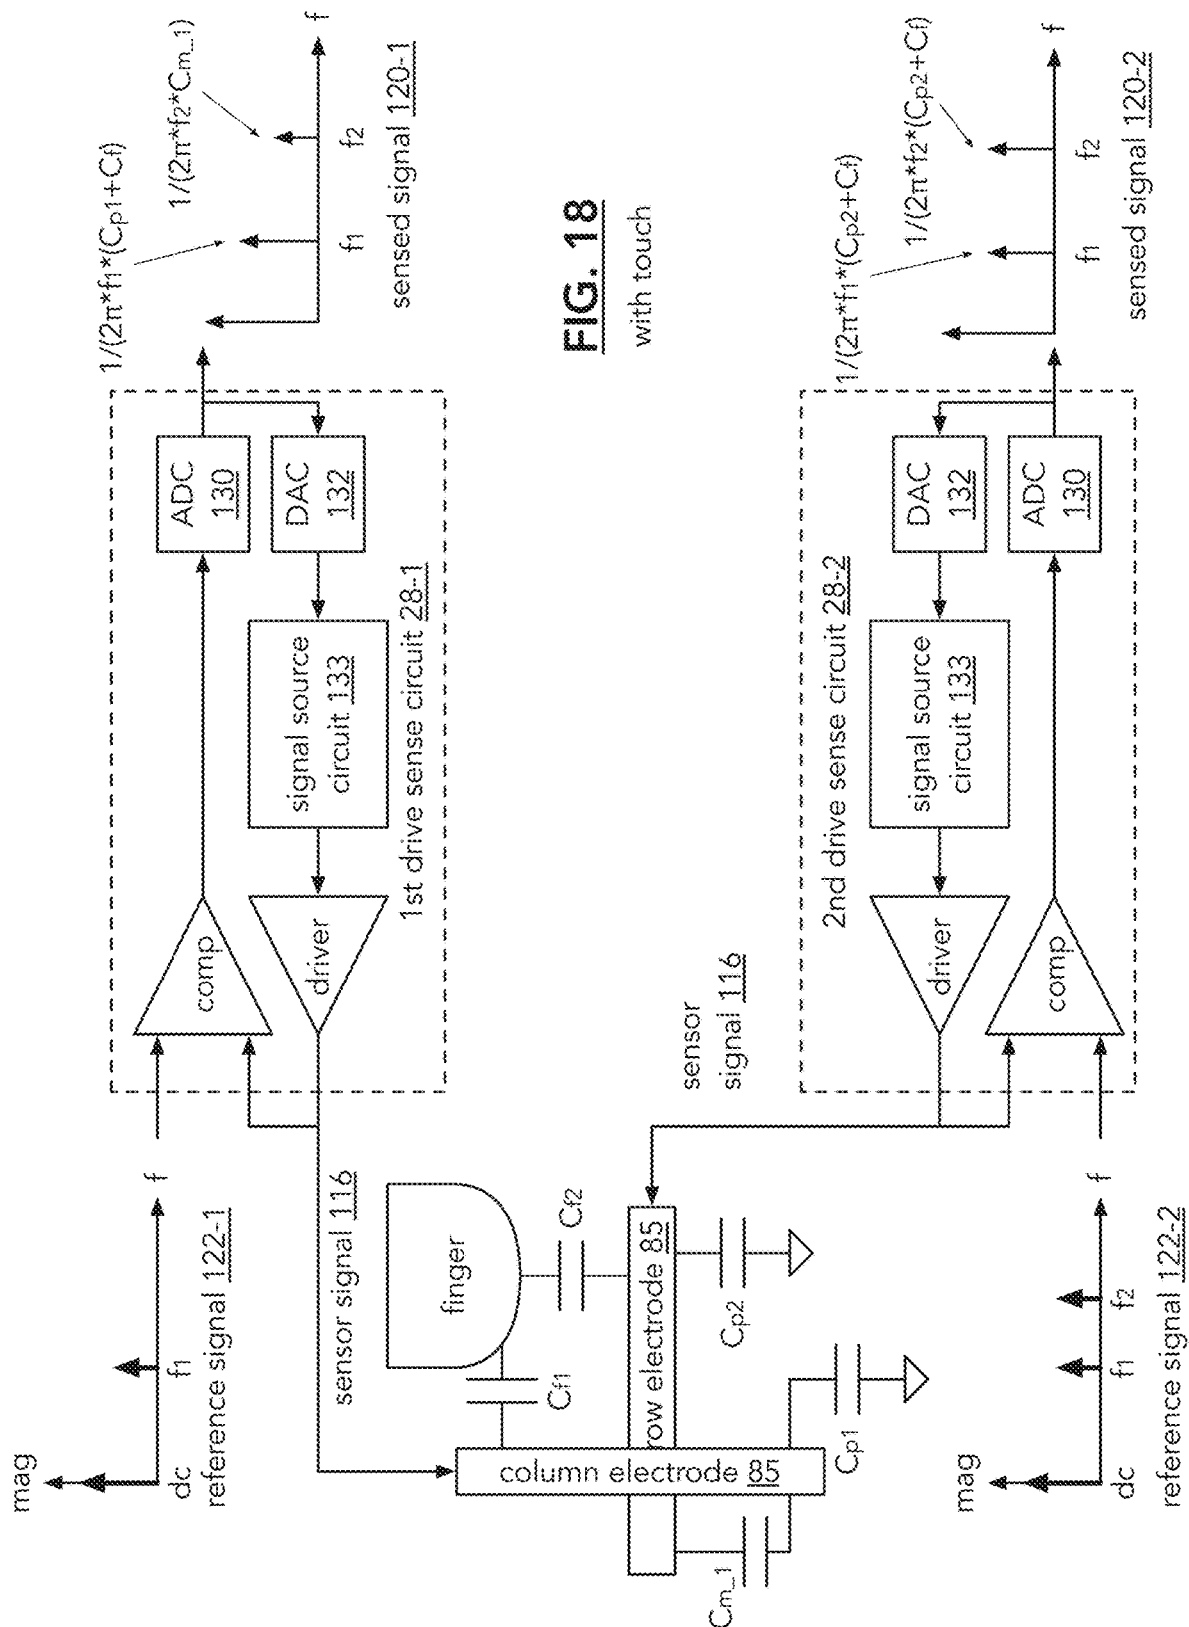 mag
dc
f1
f
reference signal 122-1
comp
ADC
130
DAC
132
signal source
circuit 133
driver
1st drive sense circuit 28-1
1/(2π*f1*(Cp1+Cf)
1/(2π*f2*Cm_1)
f1
f2
f
sensed signal 120-1
sensor signal 116
finger
Cf1
Cf2
column electrode 85
row electrode 85
Cm_1
Cp1
Cp2
FIG. 18
with touch
sensor
signal 116
2nd drive sense circuit 28-2
driver
signal source
circuit 133
DAC
132
comp
ADC
130
1/(2π*f1*(Cp2+Cf)
1/(2π*f2*(Cp2+Cf)
f1
f2
f
sensed signal 120-2
mag
dc
f1
f2
f
reference signal 122-2